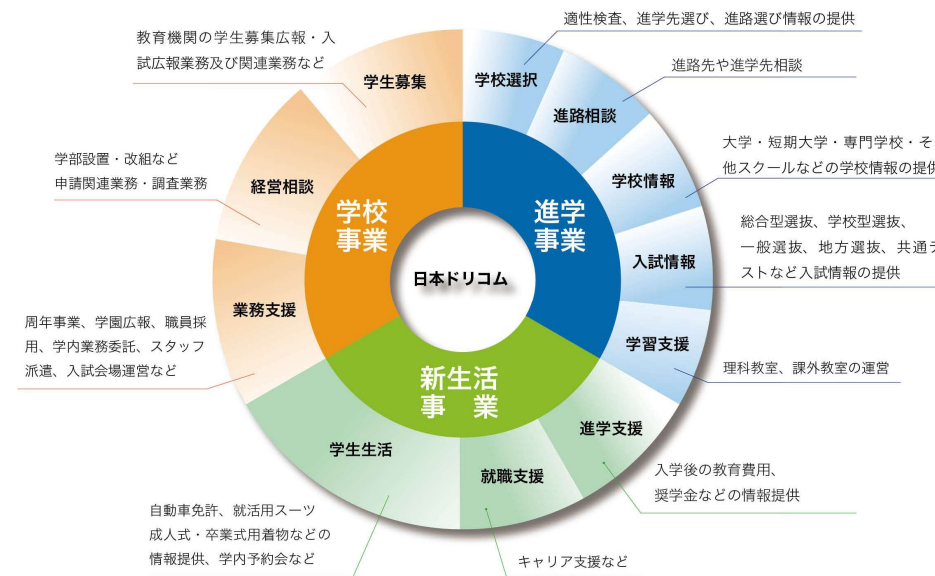 適性検査、進学先選び、進路選び情報の提供
教育機関の学生募集広報・入
試広報業務及び関連業務など
学生募集
学校選択
進路先や進学先相談
進路相談
大学・短期大学・専門学校・そ
他スクールなどの学校情報の提供
学部設置・改組など
申請関連業務・調査業務
経営相談
学校情報
学校
事業
進学
事業
総合型選抜、学校型選抜、
一般選抜、地方選抜、共通テ
ストなど入試情報の提供
入試情報
日本ドリコム
業務支援
周年事業、学園広報、職員採
用、学内業務委託、スタッフ
派遣、入試会場運営など
学習支援
理科教室、課外教室の運営
新生活
事　業
進学支援
学生生活
就職支援
入学後の教育費用、
奨学金などの情報提供
自動車免許、就活用スーツ
成人式・卒業式用着物などの
情報提供、学内予約会など
キャリア支援など